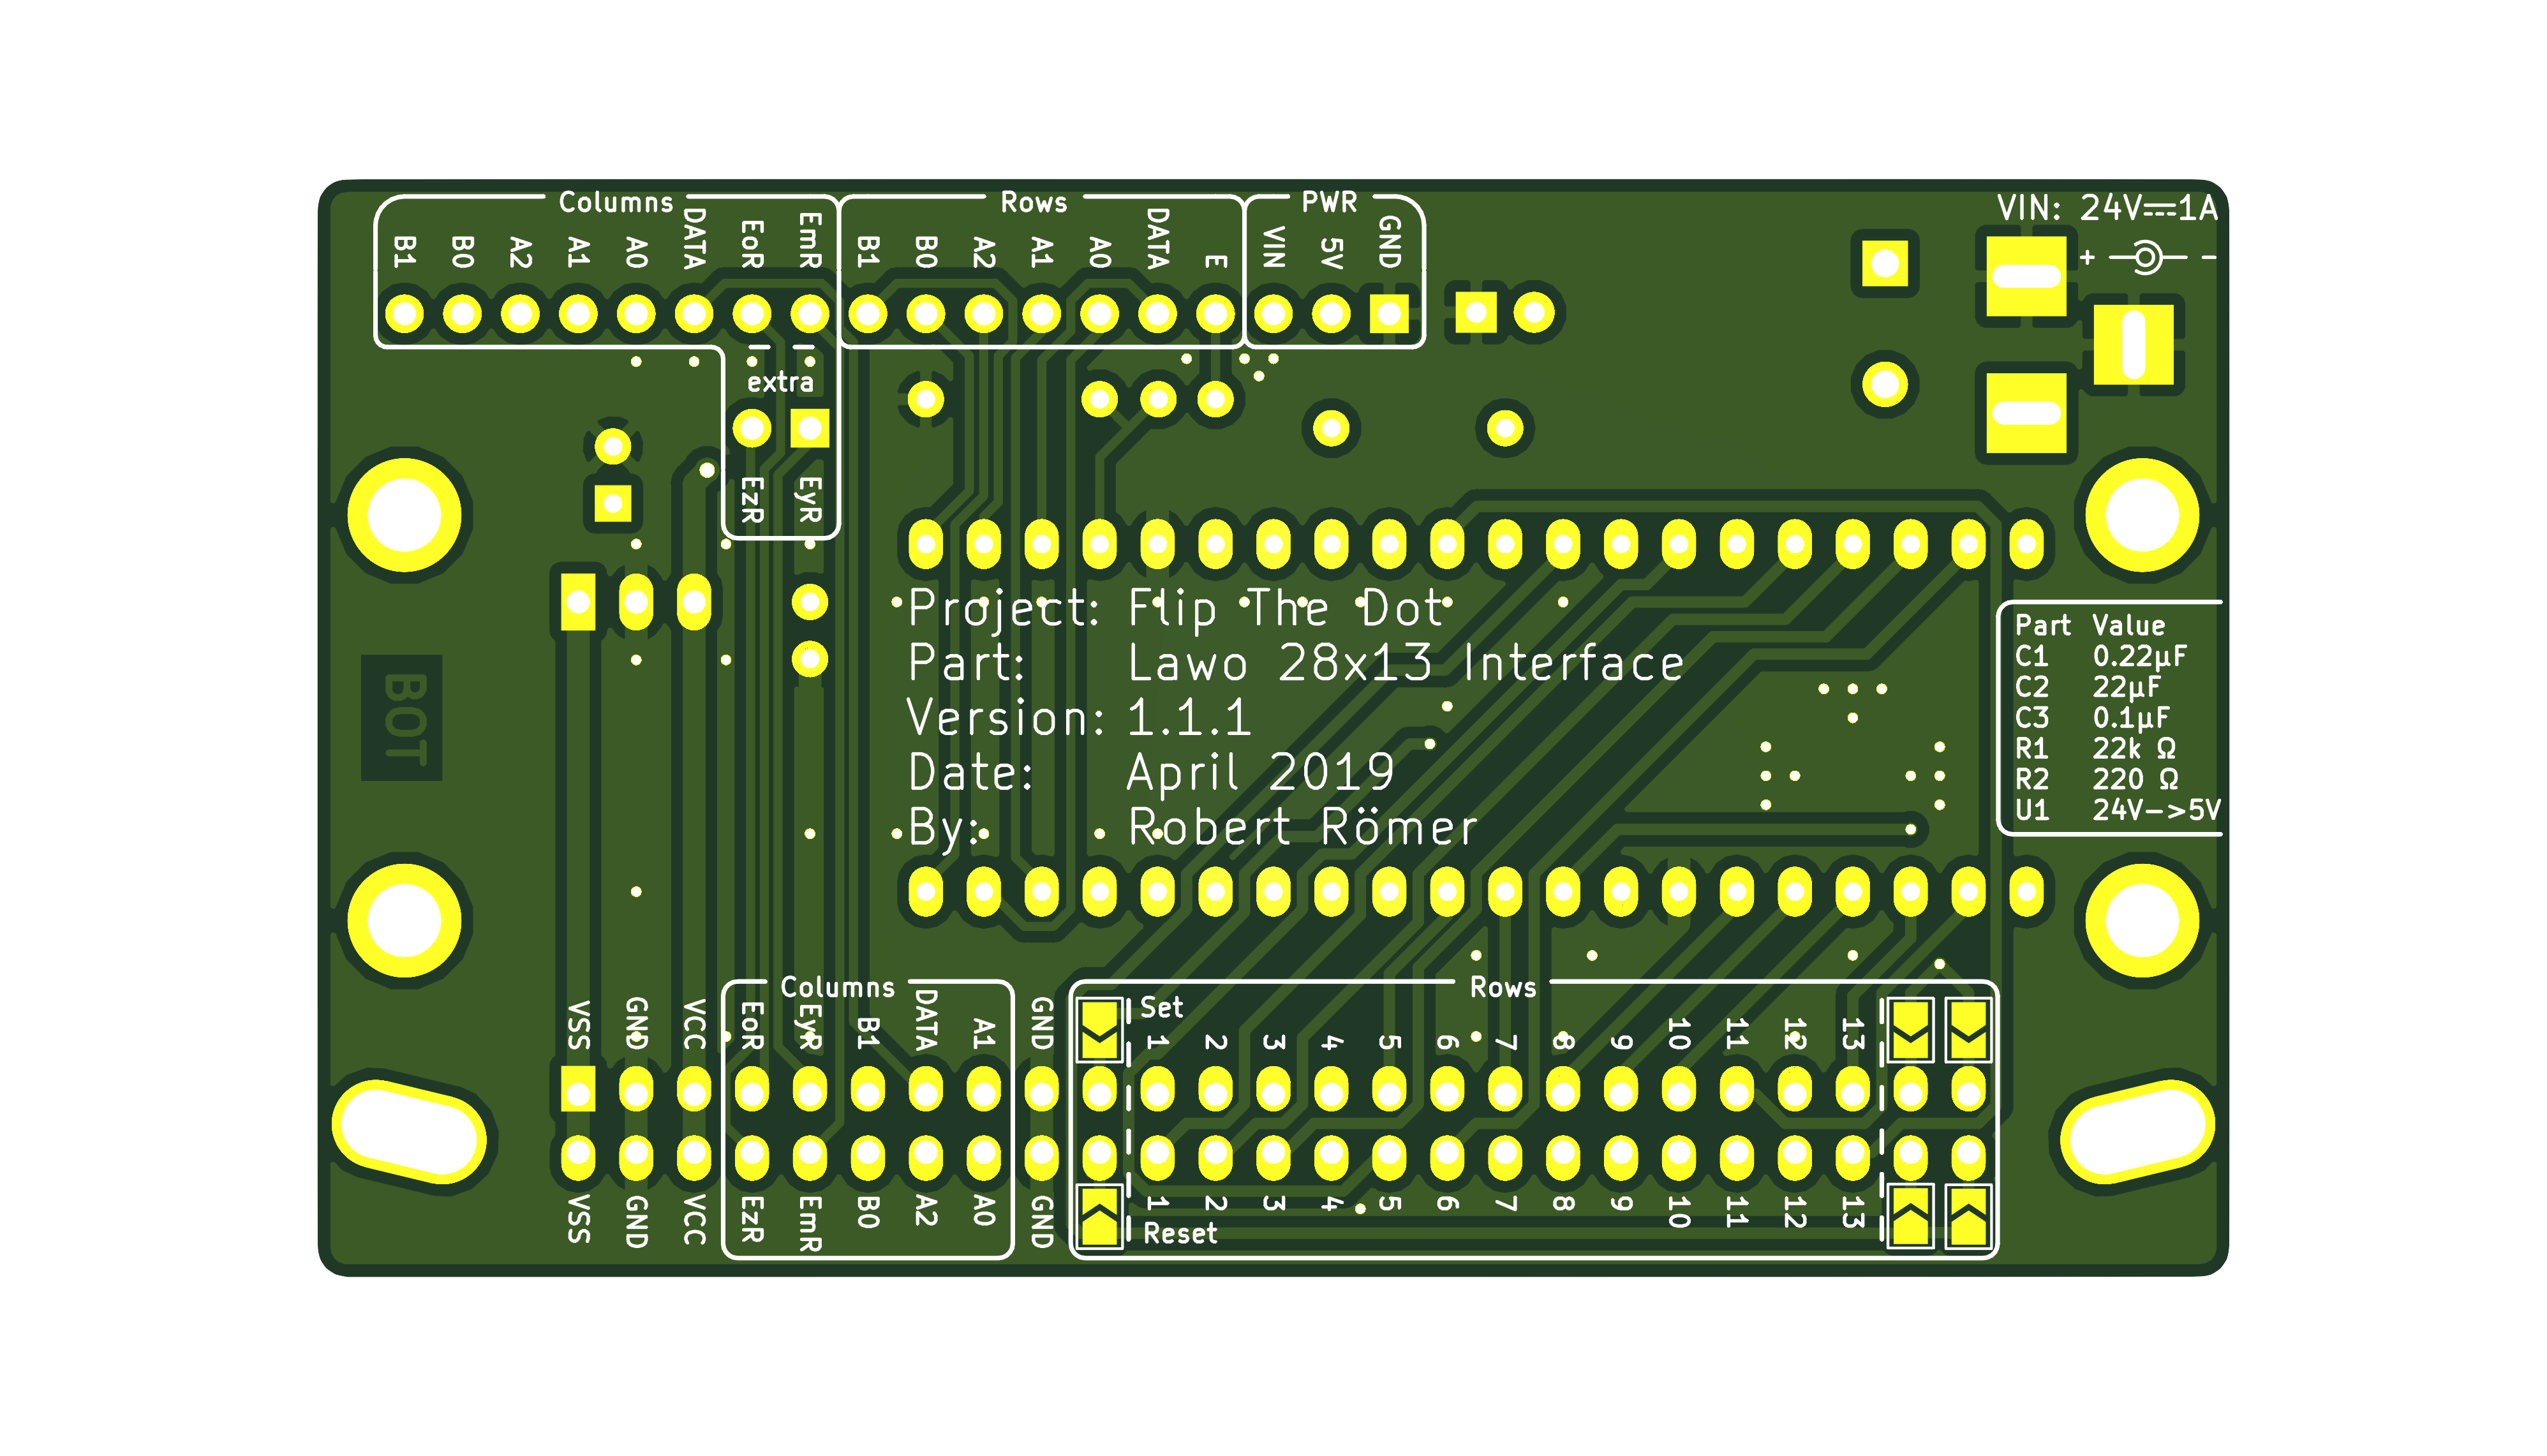 Columns
Rows
PWR
VIN: 24V⎓1A
B1 B0 A2 A1 A0 DATA EoR EmR B1 B0 A2 A1 A0 DATA E VIN 5V GND
+ -
extra
EzR EyR
Project: Flip The Dot
Part: Lawo 28x13 Interface
Version: 1.1.1
Date: April 2019
By: Robert Römer
BOT
Part Value
C1 0.22µF
C2 22µF
C3 0.1µF
R1 22k Ω
R2 220 Ω
U1 24V->5V
Columns
Rows
Set
VSS GND VCC EoR EyR B1 DATA A1 GND 1 2 3 4 5 6 7 8 9 10 11 12 13
VSS GND VCC EzR EmR B0 A2 A0 GND 1 2 3 4 5 6 7 8 9 10 11 12 13
Reset